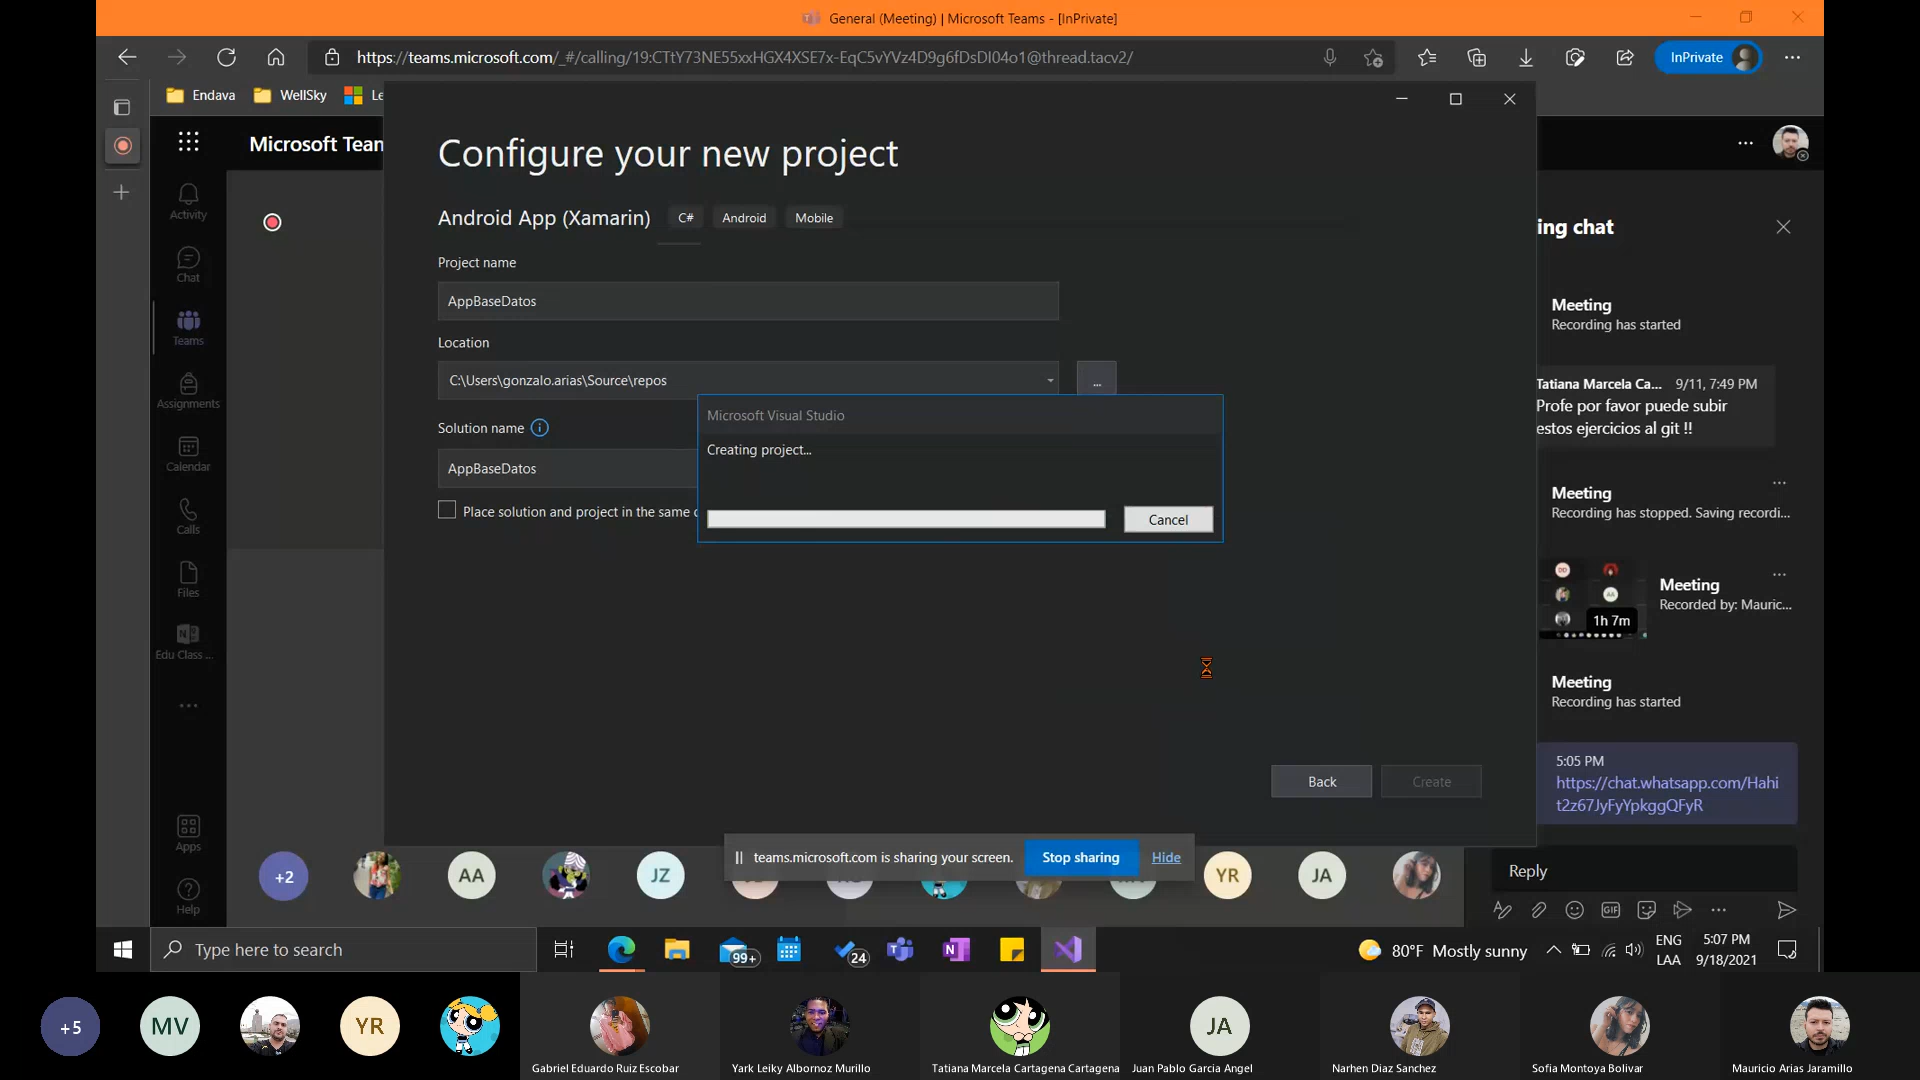 General (Meeting) | Microsoft Teams - [InPrivate]
https://teams.microsoft.com/_#/calling/19:CTtY73NE55xxHGX4XSE7x-EqC5vYVz4D9g6fDsDI04o1@thread.tacv2/
InPrivate
Endava
WellSky
Le
Microsoft Tean
Activity
Chat
Teams
Assignments
Calendar
Calls
Files
Edu Class ...
Apps
Help
Configure your new project
Android App (Xamarin)
C#
Android
Mobile
Project name
AppBaseDatos
Location
C:\Users\gonzalo.arias\Source\repos
...
Solution name
AppBaseDatos
Place solution and project in the same
Microsoft Visual Studio
Creating project...
Cancel
Back
Create
ing chat
Meeting
Recording has started
Tatiana Marcela Ca... 9/11, 7:49 PM
Profe por favor puede subir
estos ejercicios al git !!
Meeting
Recording has stopped. Saving recordi...
DD
AA
1h 7m
Meeting
Recorded by: Mauric...
Meeting
Recording has started
5:05 PM
https://chat.whatsapp.com/Hahi
t2z67JyFyYpkggQFyR
Reply
GIF
teams.microsoft.com is sharing your screen.
Stop sharing
Hide
+2
AA
JZ
YR
JA
Type here to search
99+
24
80°F Mostly sunny
ENG
LAA
5:07 PM
9/18/2021
+5
MV
YR
JA
Gabriel Eduardo Ruiz Escobar
Yark Leiky Albornoz Murillo
Tatiana Marcela Cartagena Cartagena
Juan Pablo Garcia Angel
Narhen Diaz Sanchez
Sofia Montoya Bolivar
Mauricio Arias Jaramillo